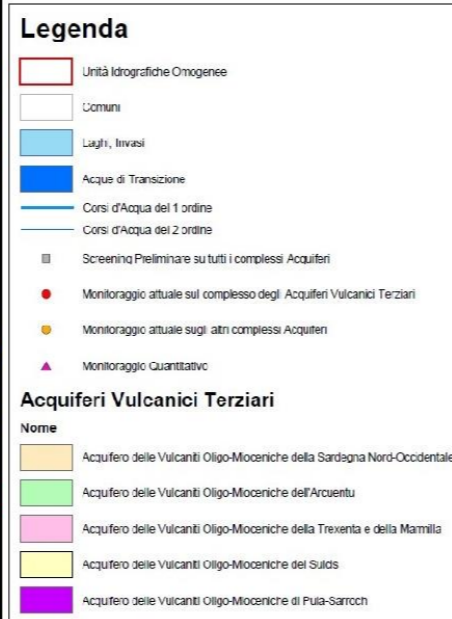 Legenda
Unità Idrografiche Omogenee
Comuni
Laghi, Invasi
Acque di Transizione
Corsi d'Acqua del 1 ordine
Corsi d'Acqua del 2 ordine
Screening Preliminare su tutti i complessi Acquiferi
Monitoraggio attuale sul complesso degli Acquiferi Vulcanici Terziari
Monitoraggio attuale sugli altri complessi Acquiferi
Monitoraggio Quantitativo
Acquiferi Vulcanici Terziari
Nome
Acquifero delle Vulcaniti Oligo-Mioceniche della Sardegna Nord-Occidentale
Acquifero delle Vulcaniti Oligo-Mioceniche dell'Arcuentu
Acquifero delle Vulcaniti Oligo-Mioceniche della Trexenta e della Marmilla
Acquifero delle Vulcaniti Oligo-Mioceniche del Sulcis
Acquifero delle Vulcaniti Oligo-Mioceniche di Pula-Sarroch